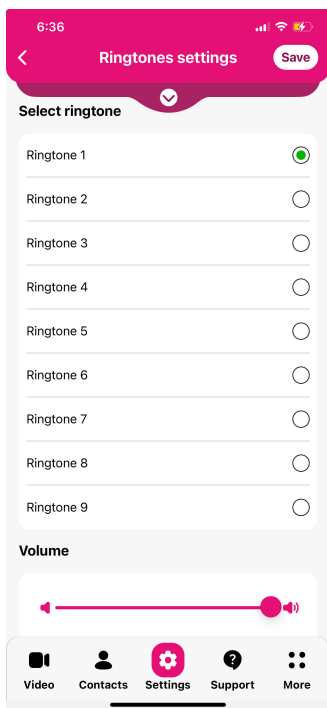 6:36
Ringtones settings
Save
Select ringtone
Ringtone 1
Ringtone 2
Ringtone 3
Ringtone 4
Ringtone 5
Ringtone 6
Ringtone 7
Ringtone 8
Ringtone 9
Volume
Video Contacts Settings Support More